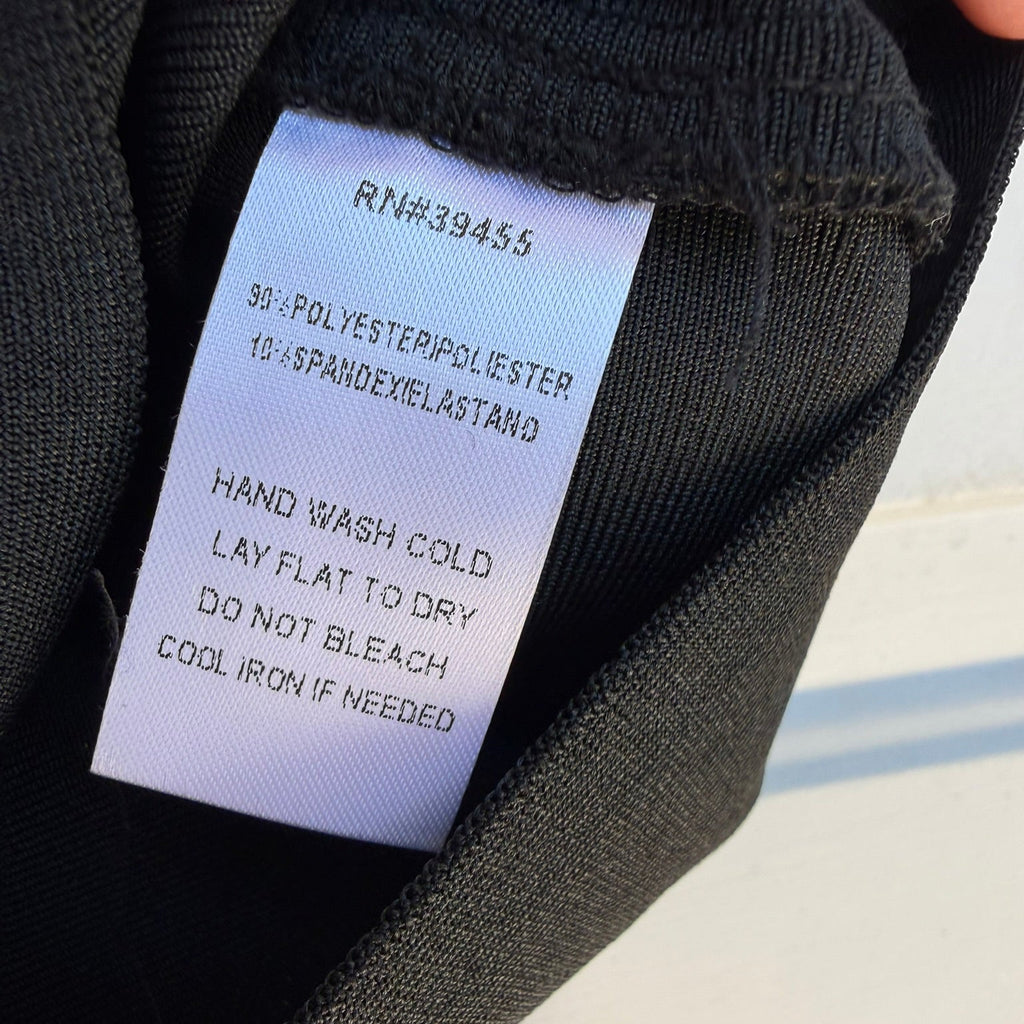 RN#39455
90%POLYESTER|POLIESTER
10%SPANDEX|ELASTANO
HAND WASH COLD
LAY FLAT TO DRY
DO NOT BLEACH
COOL IRON IF NEEDED